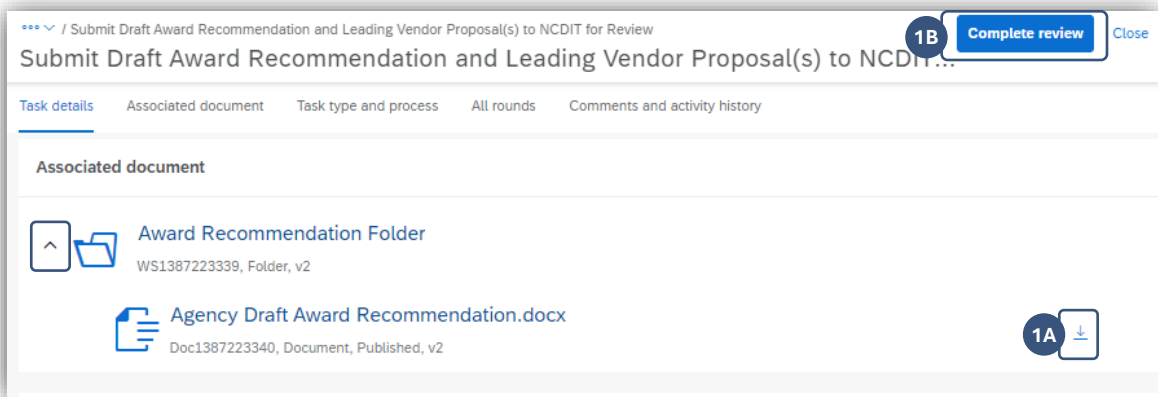 / Submit Draft Award Recommendation and Leading Vendor Proposal(s) to NCDIT for Review
1B
Complete review
Close
Submit Draft Award Recommendation and Leading Vendor Proposal(s) to NCDIT...
Task details Associated document Task type and process All rounds Comments and activity history
Associated document
Award Recommendation Folder
WS1387223339, Folder, v2
Agency Draft Award Recommendation.docx
1A
Doc1387223340, Document, Published, v2